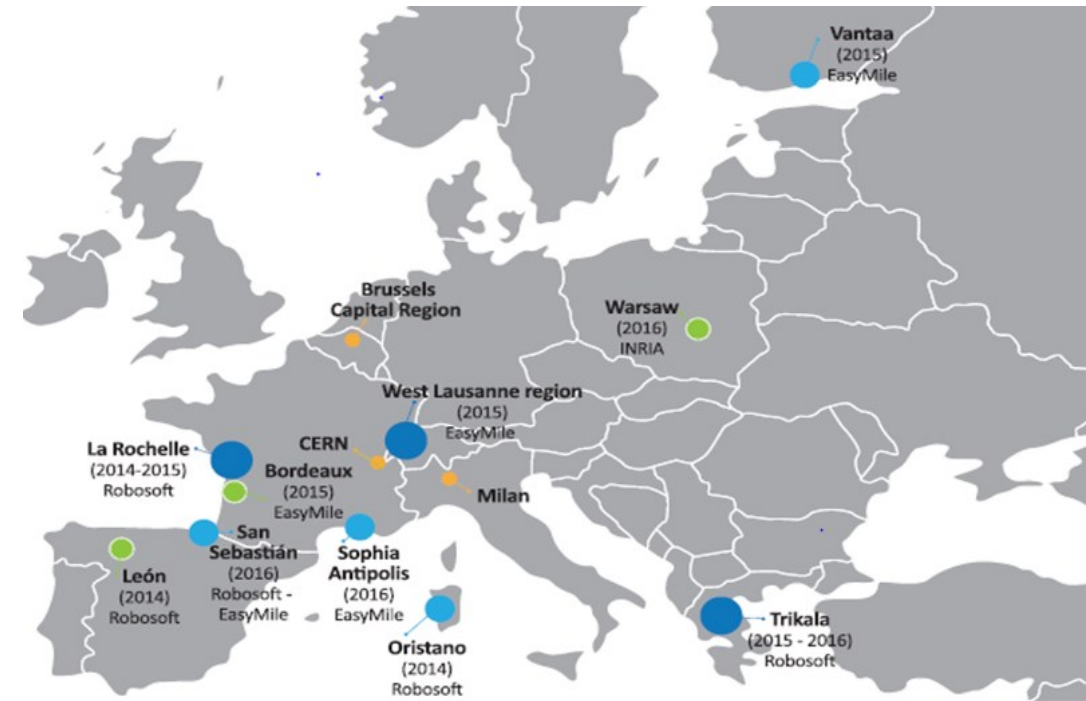 Vantaa
(2015)
EasyMile
Brussels
Capital Region
Warsaw
(2016)
INRIA
West Lausanne region
(2015)
EasyMile
CERN
La Rochelle
(2014-2015)
Robosoft
Bordeaux
(2015)
EasyMile
Milan
San
Sebastián
(2016)
Robosoft -
EasyMile
Sophia
Antipolis
(2016)
EasyMile
León
(2014)
Robosoft
Oristano
(2014)
Robosoft
Trikala
(2015 - 2016)
Robosoft